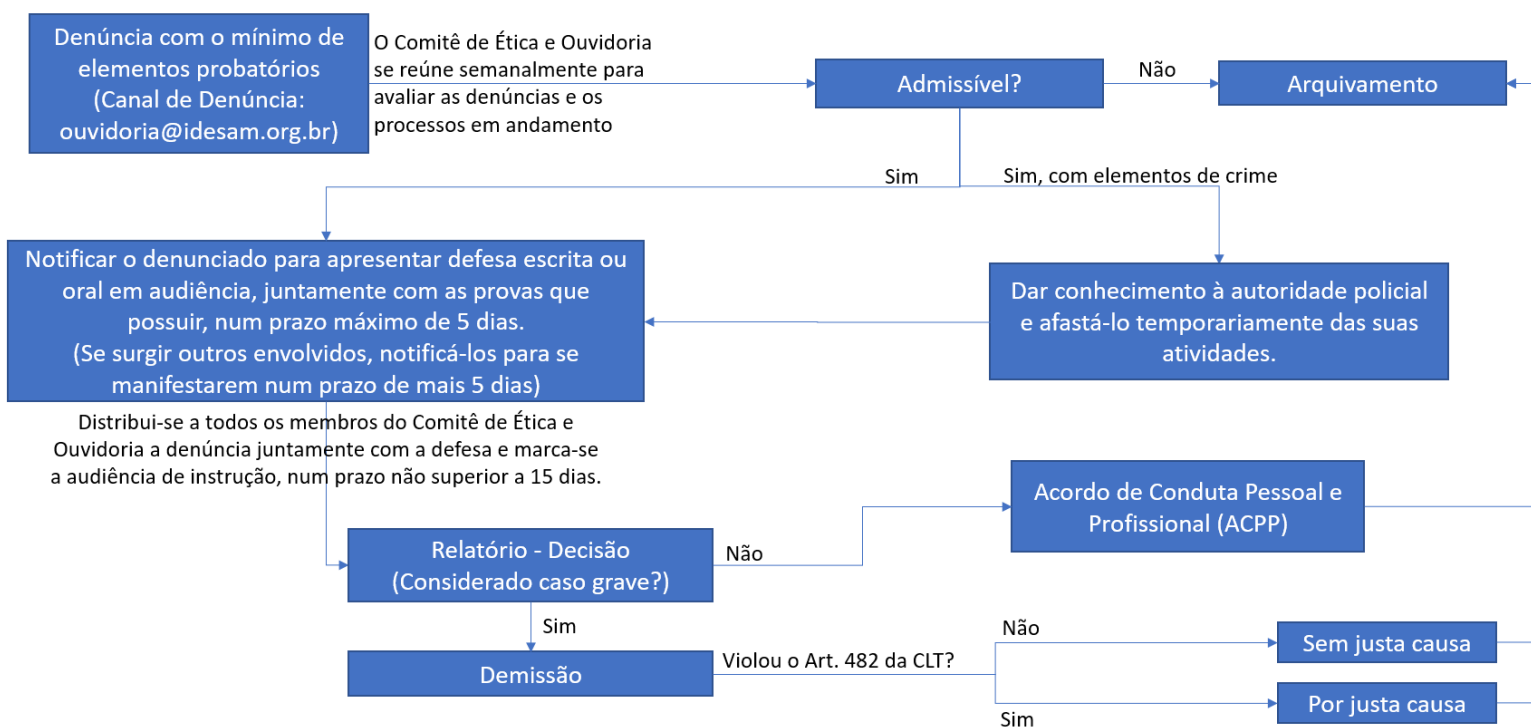 Denúncia com o mínimo de
elementos probatórios
(Canal de Denúncia:
ouvidoria@idesam.org.br)
O Comitê de Ética e Ouvidoria
se reúne semanalmente para
avaliar as denúncias e os
processos em andamento
Admissível?
Não
Arquivamento
Sim
Sim, com elementos de crime
Notificar o denunciado para apresentar defesa escrita ou
oral em audiência, juntamente com as provas que
possuir, num prazo máximo de 5 dias.
(Se surgir outros envolvidos, notificá-los para se
manifestarem num prazo de mais 5 dias)
Dar conhecimento à autoridade policial
e afastá-lo temporariamente das suas
atividades.
Distribui-se a todos os membros do Comitê de Ética e
Ouvidoria a denúncia juntamente com a defesa e marca-se
a audiência de instrução, num prazo não superior a 15 dias.
Acordo de Conduta Pessoal e
Profissional (ACPP)
Relatório - Decisão
(Considerado caso grave?)
Não
Sim
Demissão
Violou o Art. 482 da CLT?
Não
Sem justa causa
Sim
Por justa causa